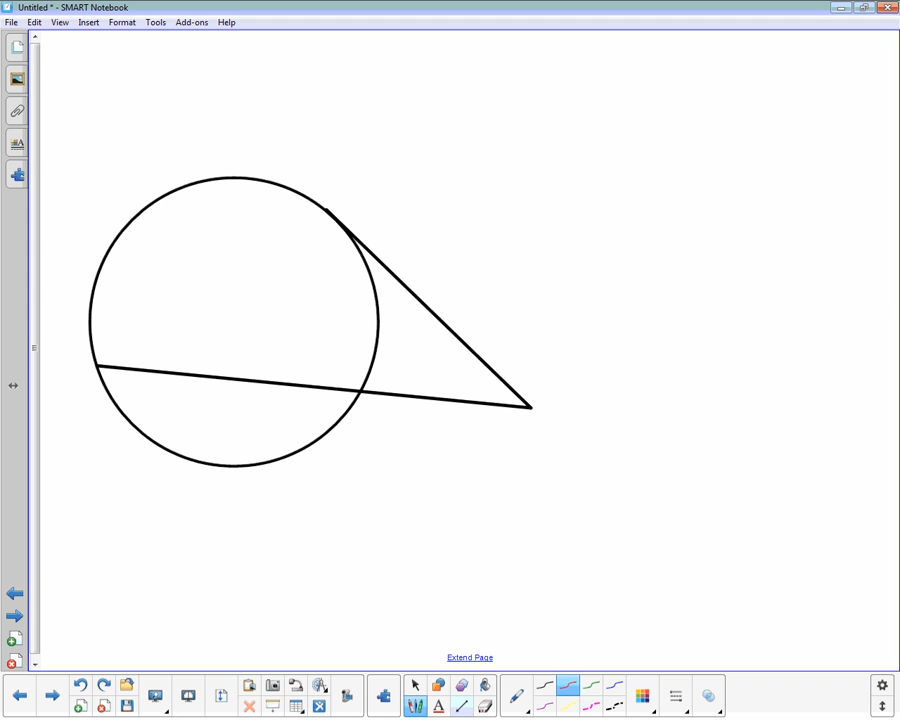 Untitled * - SMART Notebook
File Edit View Insert Format Tools Add-ons Help
Extend Page